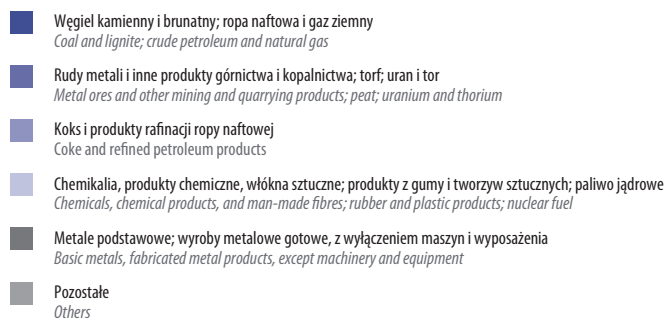 Węgiel kamienny i brunatny; ropa naftowa i gaz ziemny
Coal and lignite; crude petroleum and natural gas
Rudy metali i inne produkty górnictwa i kopalnictwa; torf; uran i tor
Metal ores and other mining and quarrying products; peat; uranium and thorium
Koks i produkty rafinacji ropy naftowej
Coke and refined petroleum products
Chemikalia, produkty chemiczne, włókna sztuczne; produkty z gumy i tworzyw sztucznych; paliwo jądrowe
Chemicals, chemical products, and man-made fibres; rubber and plastic products; nuclear fuel
Metale podstawowe; wyroby metalowe gotowe, z wyłączeniem maszyn i wyposażenia
Basic metals, fabricated metal products, except machinery and equipment
Pozostałe
Others